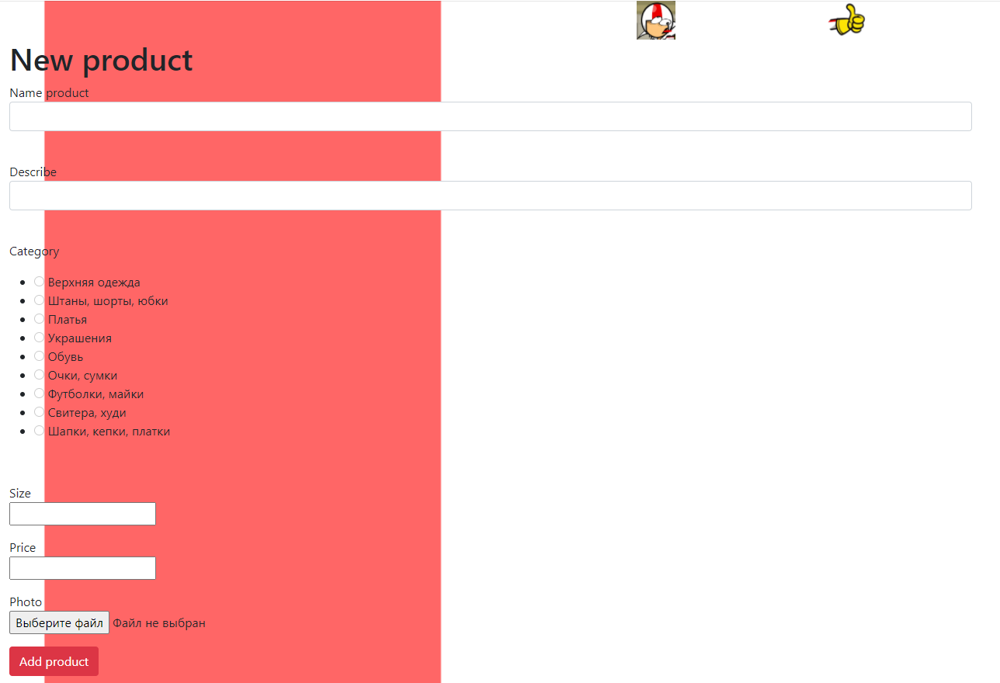 New product
Name product
Describe
Category
Верхняя одежда
Штаны, шорты, юбки
Платья
Украшения
Обувь
Очки, сумки
Футболки, майки
Свитера, худи
Шапки, кепки, платки
Size
Price
Photo
Выберите файл Файл не выбран
Add product